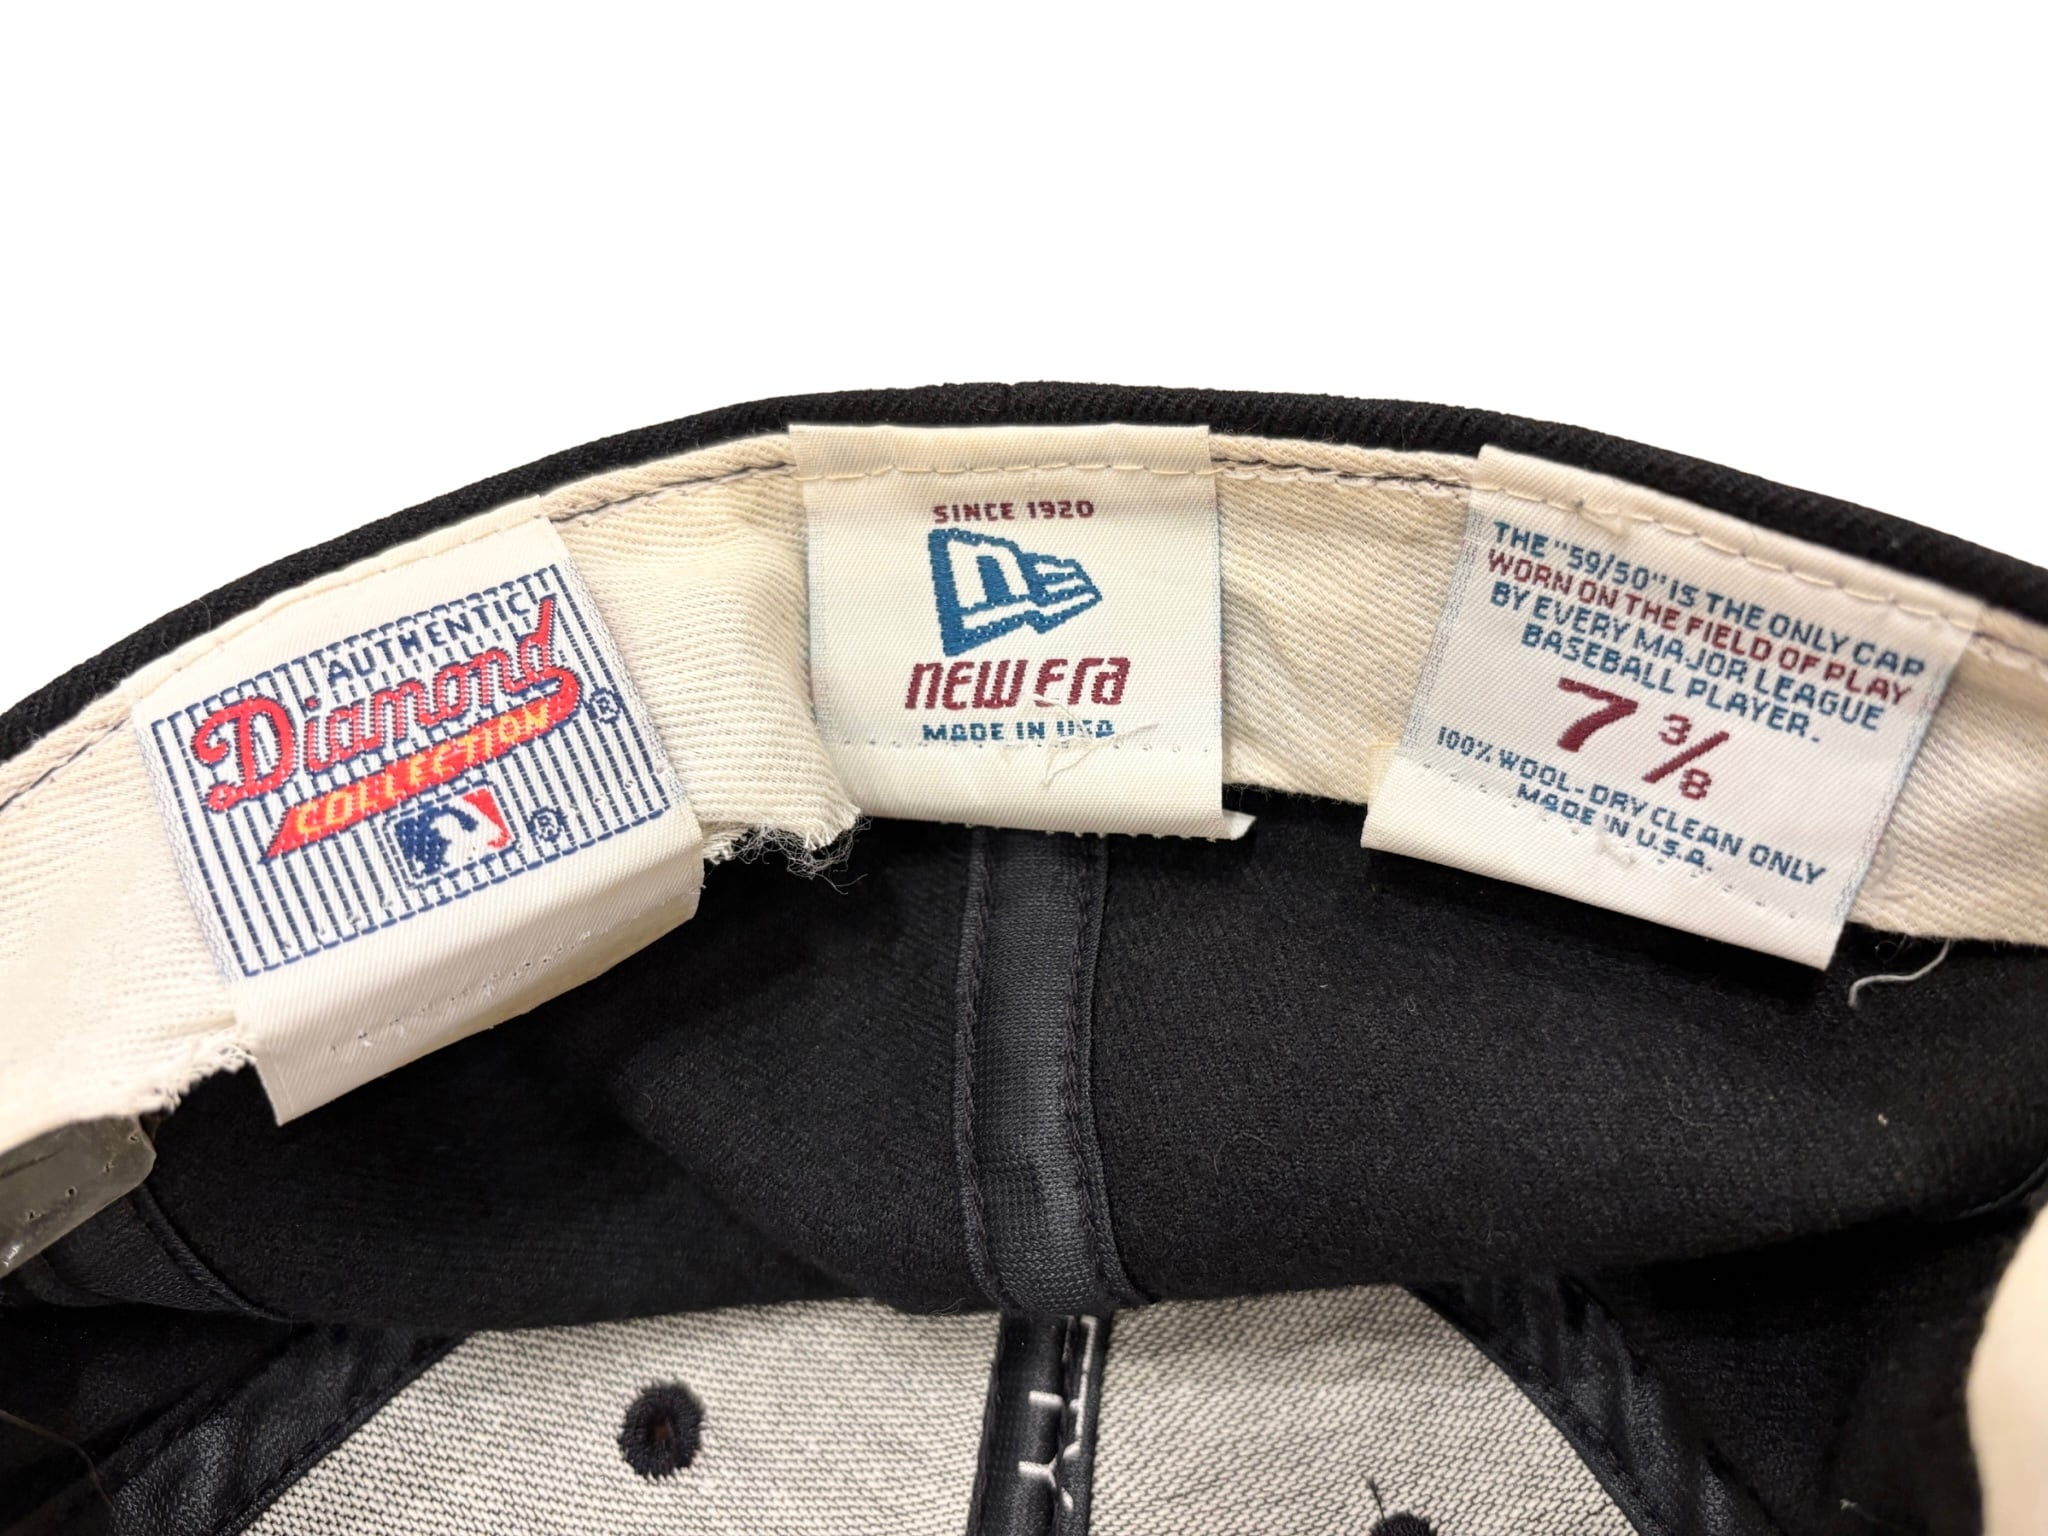 AUTHENTIC
Diamond
COLLECTION
®
®
SINCE 1920
NEW ERA
MADE IN USA
THE "59/50" IS THE ONLY CAP
WORN ON THE FIELD OF PLAY
BY EVERY MAJOR LEAGUE
BASEBALL PLAYER.
7 3/8
100% WOOL-DRY CLEAN ONLY
MADE IN U.S.A.